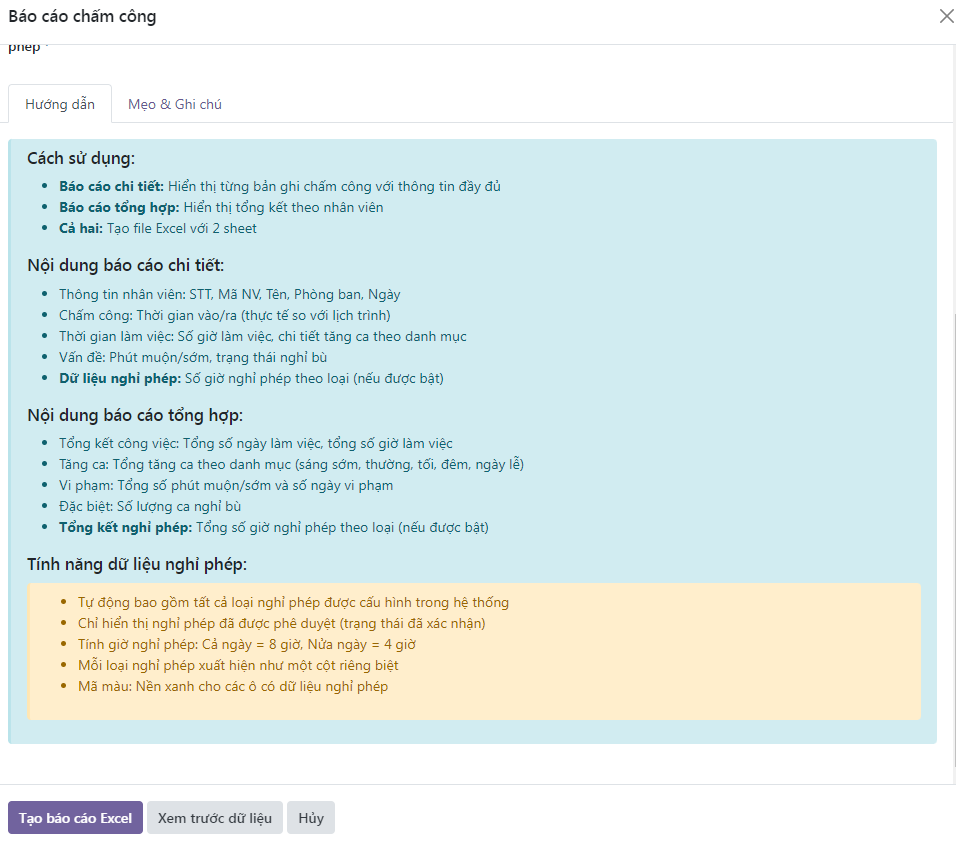 Báo cáo chấm công
phép ?
Hướng dẫn
Mẹo & Ghi chú
Cách sử dụng:
Báo cáo chi tiết: Hiển thị từng bản ghi chấm công với thông tin đầy đủ
Báo cáo tổng hợp: Hiển thị tổng kết theo nhân viên
Cả hai: Tạo file Excel với 2 sheet
Nội dung báo cáo chi tiết:
Thông tin nhân viên: STT, Mã NV, Tên, Phòng ban, Ngày
Chấm công: Thời gian vào/ra (thực tế so với lịch trình)
Thời gian làm việc: Số giờ làm việc, chi tiết tăng ca theo danh mục
Vấn đề: Phút muộn/sớm, trạng thái nghỉ bù
Dữ liệu nghỉ phép: Số giờ nghỉ phép theo loại (nếu được bật)
Nội dung báo cáo tổng hợp:
Tổng kết công việc: Tổng số ngày làm việc, tổng số giờ làm việc
Tăng ca: Tổng tăng ca theo danh mục (sáng sớm, thường, tối, đêm, ngày lễ)
Vi phạm: Tổng số phút muộn/sớm và số ngày vi phạm
Đặc biệt: Số lượng ca nghỉ bù
Tổng kết nghỉ phép: Tổng số giờ nghỉ phép theo loại (nếu được bật)
Tính năng dữ liệu nghỉ phép:
Tự động bao gồm tất cả loại nghỉ phép được cấu hình trong hệ thống
Chỉ hiển thị nghỉ phép đã được phê duyệt (trạng thái đã xác nhận)
Tính giờ nghỉ phép: Cả ngày = 8 giờ, Nửa ngày = 4 giờ
Mỗi loại nghỉ phép xuất hiện như một cột riêng biệt
Mã màu: Nền xanh cho các ô có dữ liệu nghỉ phép
Tạo báo cáo Excel
Xem trước dữ liệu
Hủy